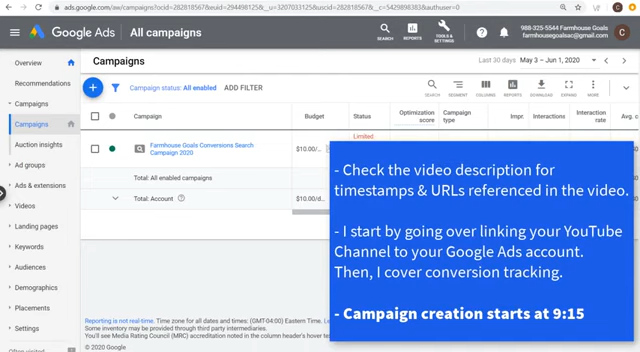 ads.google.com/aw/campaigns?ocid=282818567&euid=294498125&__u=3207033125&uscid=282818567&__c=5429898383&authuser=0
Google Ads
All campaigns
SEARCH
REPORTS
TOOLS &
SETTINGS
988-325-5544 Farmhouse Goals
farmhousegoalsac@gmail.com
C
Overview
Recommendations
Campaigns
Campaigns
Auction insights
Ad groups
Ads & extensions
Videos
Landing pages
Keywords
Audiences
Demographics
Placements
Settings
Campaigns
Last 30 days May 3 – Jun 1, 2020
Campaign status: All enabled
ADD FILTER
SEARCH
SEGMENT
COLUMNS
REPORTS
DOWNLOAD
EXPAND
MORE
Campaign
Budget
Status
Optimization
score
Campaign
type
Impr.
Interactions
Interaction
rate
Avg. c
Limited
Farmhouse Goals Conversions Search
Campaign 2020
$10.00/...
Total: All enabled campaigns
Total: Account
$10.00/d...
- Check the video description for
timestamps & URLs referenced in the video.
- I start by going over linking your YouTube
Channel to your Google Ads account.
Then, I cover conversion tracking.
- Campaign creation starts at 9:15
Reporting is not real-time. Time zone for all dates and times: (GMT-04:00) Eastern Time.
Some inventory may be provided through third party intermediaries.
You'll see Media Rating Council (MRC) accreditation noted in the column header's hover te
© 2020 Google